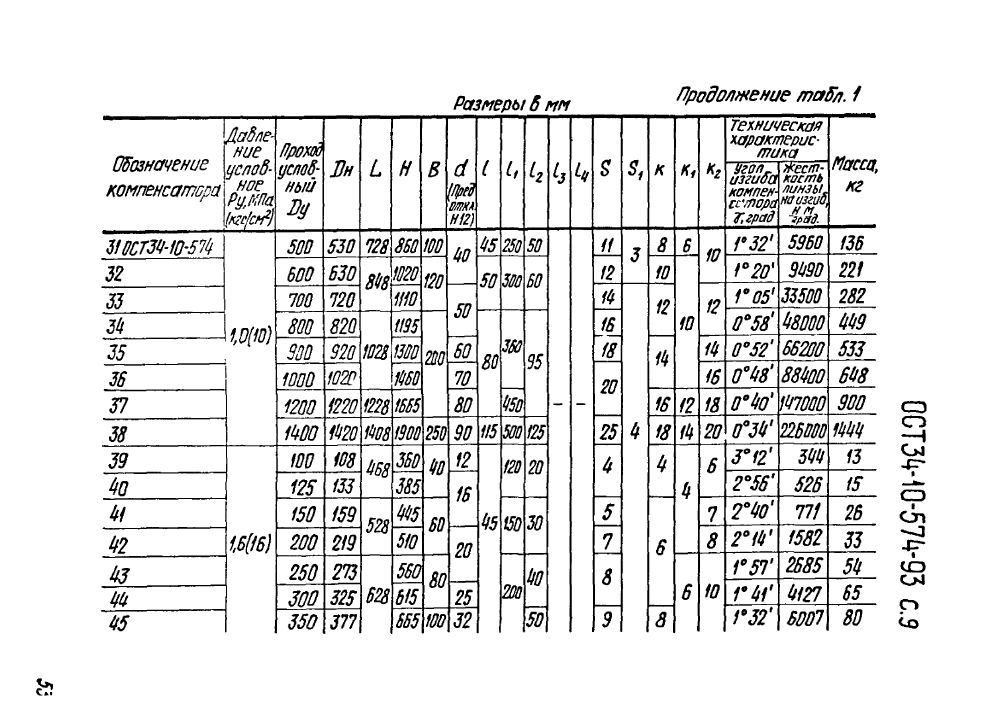 Размеры в мм
Продолжение табл. 1
Обозначение компенсатора | Давление условное Ру, МПа (кгс/см²) | Проход условный Dу | Dн | L | H | B | d (Пред. откл. H12) | l | l₁ | l₂ | l₃ | l₄ | S | S₁ | к | к₁ | к₂ | Техническая характеристика | Масса, кг
Угол изгиба компенсатора γ, град | Жесткость линзы на изгиб, Н·м/град.
31 ОСТ34-10-574 | 1,0(10) | 500 | 530 | 728 | 860 | 100 | 40 | 45 | 250 | 50 | – | – | 11 | 3 | 8 | 6 | 10 | 1°32' | 5960 | 136
32 | 600 | 630 | 848 | 1020 | 120 | 50 | 300 | 60 | 12 | 10 | 10 | 1°20' | 9490 | 221
33 | 700 | 720 | 1110 | 50 | 14 | 4 | 12 | 12 | 1°05' | 33500 | 282
34 | 800 | 820 | 1028 | 1195 | 200 | 80 | 360 | 95 | 16 | 0°58' | 48000 | 449
35 | 900 | 920 | 1300 | 60 | 18 | 14 | 14 | 0°52' | 66200 | 533
36 | 1000 | 1020 | 1460 | 70 | 20 | 16 | 0°48' | 88400 | 648
37 | 1200 | 1220 | 1228 | 1665 | 80 | 450 | 16 | 12 | 18 | 0°40' | 147000 | 900
38 | 1400 | 1420 | 1408 | 1900 | 250 | 90 | 115 | 500 | 125 | 25 | 18 | 14 | 20 | 0°34' | 226000 | 1444
39 | 1,6(16) | 100 | 108 | 468 | 360 | 40 | 12 | 45 | 120 | 20 | 4 | 4 | 4 | 6 | 3°12' | 344 | 13
40 | 125 | 133 | 385 | 16 | 2°56' | 526 | 15
41 | 150 | 159 | 528 | 445 | 60 | 150 | 30 | 5 | 6 | 7 | 2°40' | 771 | 26
42 | 200 | 219 | 510 | 20 | 7 | 8 | 2°14' | 1582 | 33
43 | 250 | 273 | 628 | 560 | 80 | 200 | 40 | 8 | 6 | 10 | 1°57' | 2685 | 54
44 | 300 | 325 | 615 | 25 | 1°41' | 4127 | 65
45 | 350 | 377 | 665 | 100 | 32 | 50 | 9 | 8 | 1°32' | 6007 | 80
ОСТ34-10-574-93 С.9